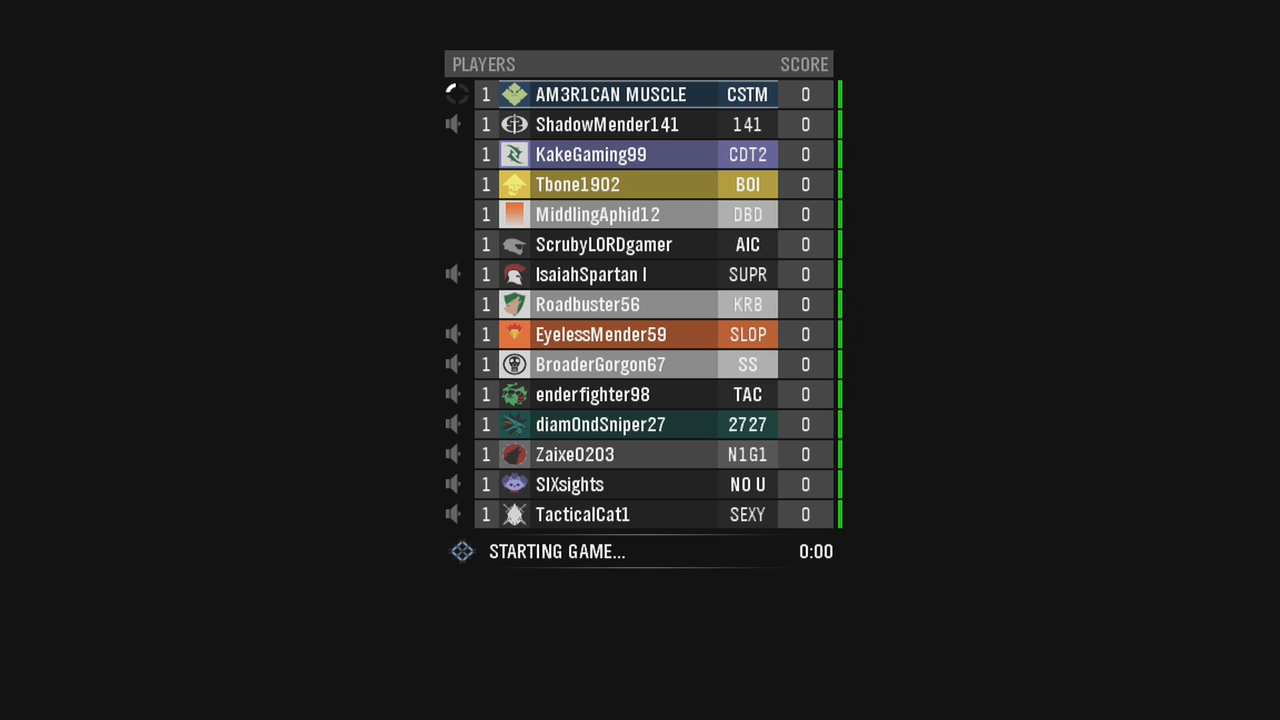 PLAYERS SCORE
1 AM3R1CAN MUSCLE CSTM 0
1 ShadowMender141 141 0
1 KakeGaming99 CDT2 0
1 Tbone1902 BOI 0
1 MiddlingAphid12 DBD 0
1 ScrubyLORDgamer AIC 0
1 IsaiahSpartan I SUPR 0
1 Roadbuster56 KRB 0
1 EyelessMender59 SLOP 0
1 BroaderGorgon67 SS 0
1 enderfighter98 TAC 0
1 diam0ndSniper27 2727 0
1 Zaixe0203 N1G1 0
1 SIXsights NO U 0
1 TacticalCat1 SEXY 0
STARTING GAME... 0:00